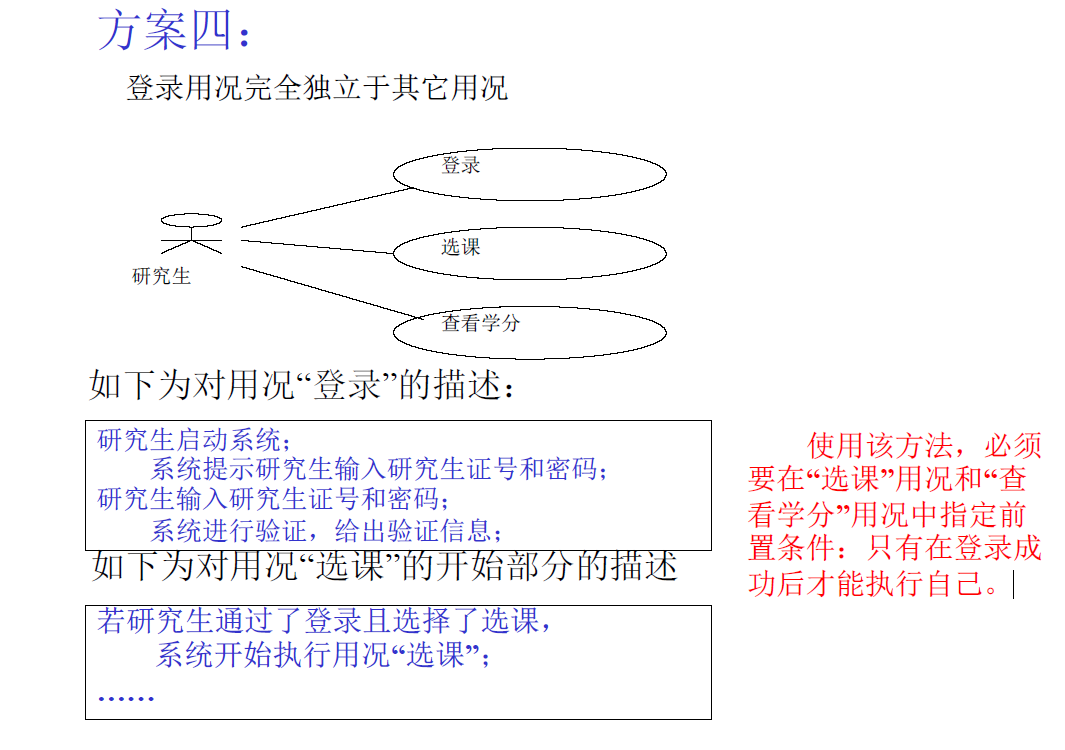 方案四：
登录用况完全独立于其它用况
登录
选课
研究生
查看学分
如下为对用况“登录”的描述：
研究生启动系统；
系统提示研究生输入研究生证号和密码；
研究生输入研究生证号和密码；
系统进行验证，给出验证信息；
如下为对用况“选课”的开始部分的描述
若研究生通过了登录且选择了选课，
系统开始执行用况“选课”；
……
使用该方法，必须
要在“选课”用况和“查
看学分”用况中指定前
置条件：只有在登录成
功后才能执行自己。